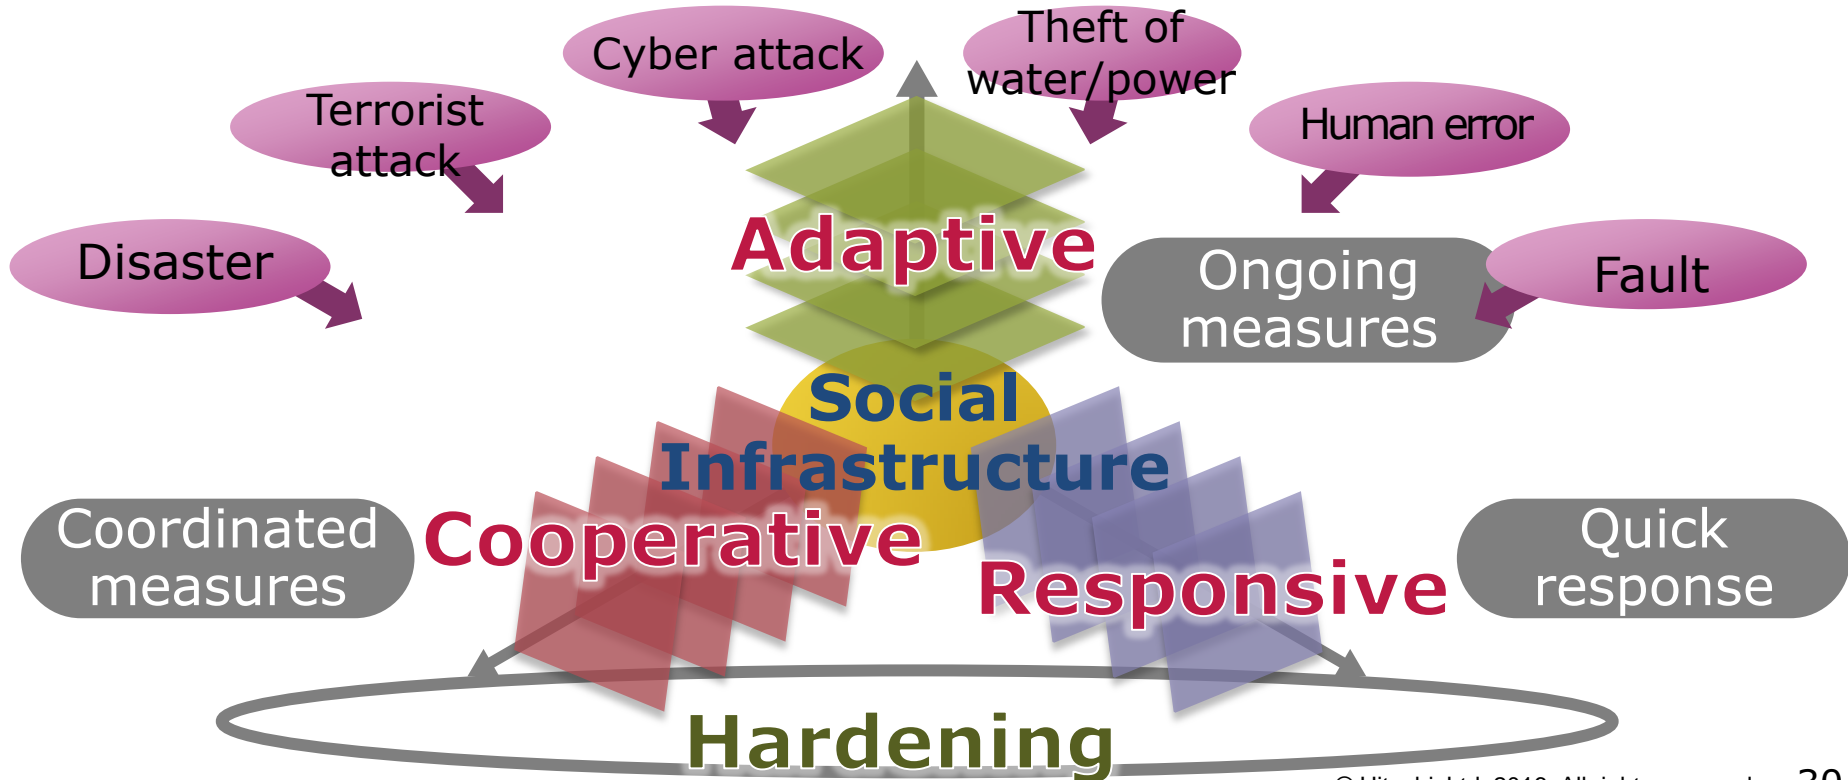 Cyber attack
Theft of
water/power
Terrorist
attack
Human error
Disaster
Adaptive
Ongoing
measures
Fault
Social
Infrastructure
Coordinated
measures
Cooperative
Quick
response
Responsive
Hardening